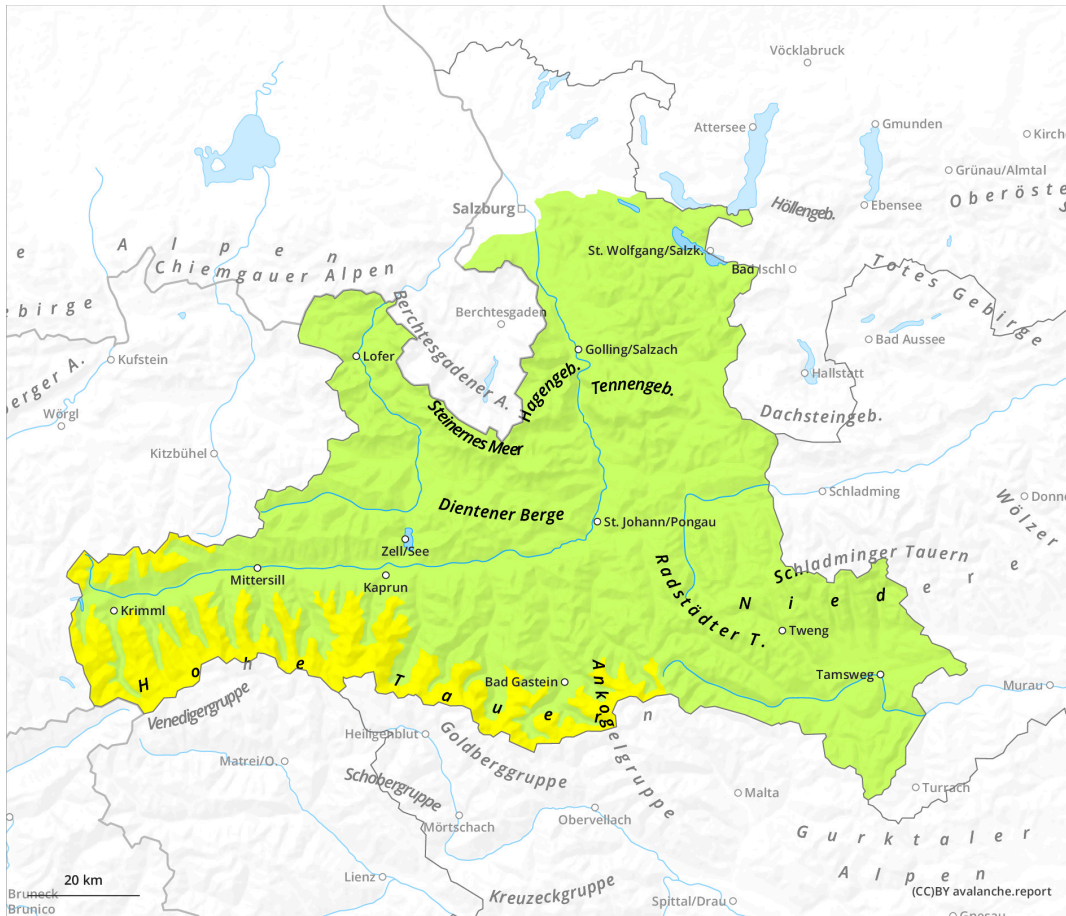 Vöcklabruck
Attersee
Gmunden
Kirch
Grünau/Almtal
Salzburg
Höllengeb.
Ebensee
Oberöste
s
e
Alpen
Chiemgauer Alpen
St. Wolfgang/Salzk.
Bad Ischl
Totes Gebirge
ebirge
Berchtesgadener A.
Berchtesgaden
Bad Aussee
Kufstein
Lofer
Golling/Salzach
Hallstatt
berger A.
Hagengeb.
Tennengeb.
Wörgl
Steinernes Meer
Dachsteingeb.
Kitzbühel
Schladming
Donne
Wölzer
Dientener Berge
St. Johann/Pongau
Zell/See
Schladminger Tauern
Mittersill
Kaprun
Radstädter T.
Niedere
Krimml
Tweng
Hohe Tauern
Ankogelgruppe
Bad Gastein
Tamsweg
Murau
Venedigergruppe
Heiligenblut
Goldberggruppe
Matrei/O.
Schobergruppe
Malta
Turrach
Mörtschach
Obervellach
Gurktaler
Alpen
20 km
Lienz
Kreuzeckgruppe
(CC)BY avalanche.report
Bruneck
Brunico
Spittal/Drau
Gnesau